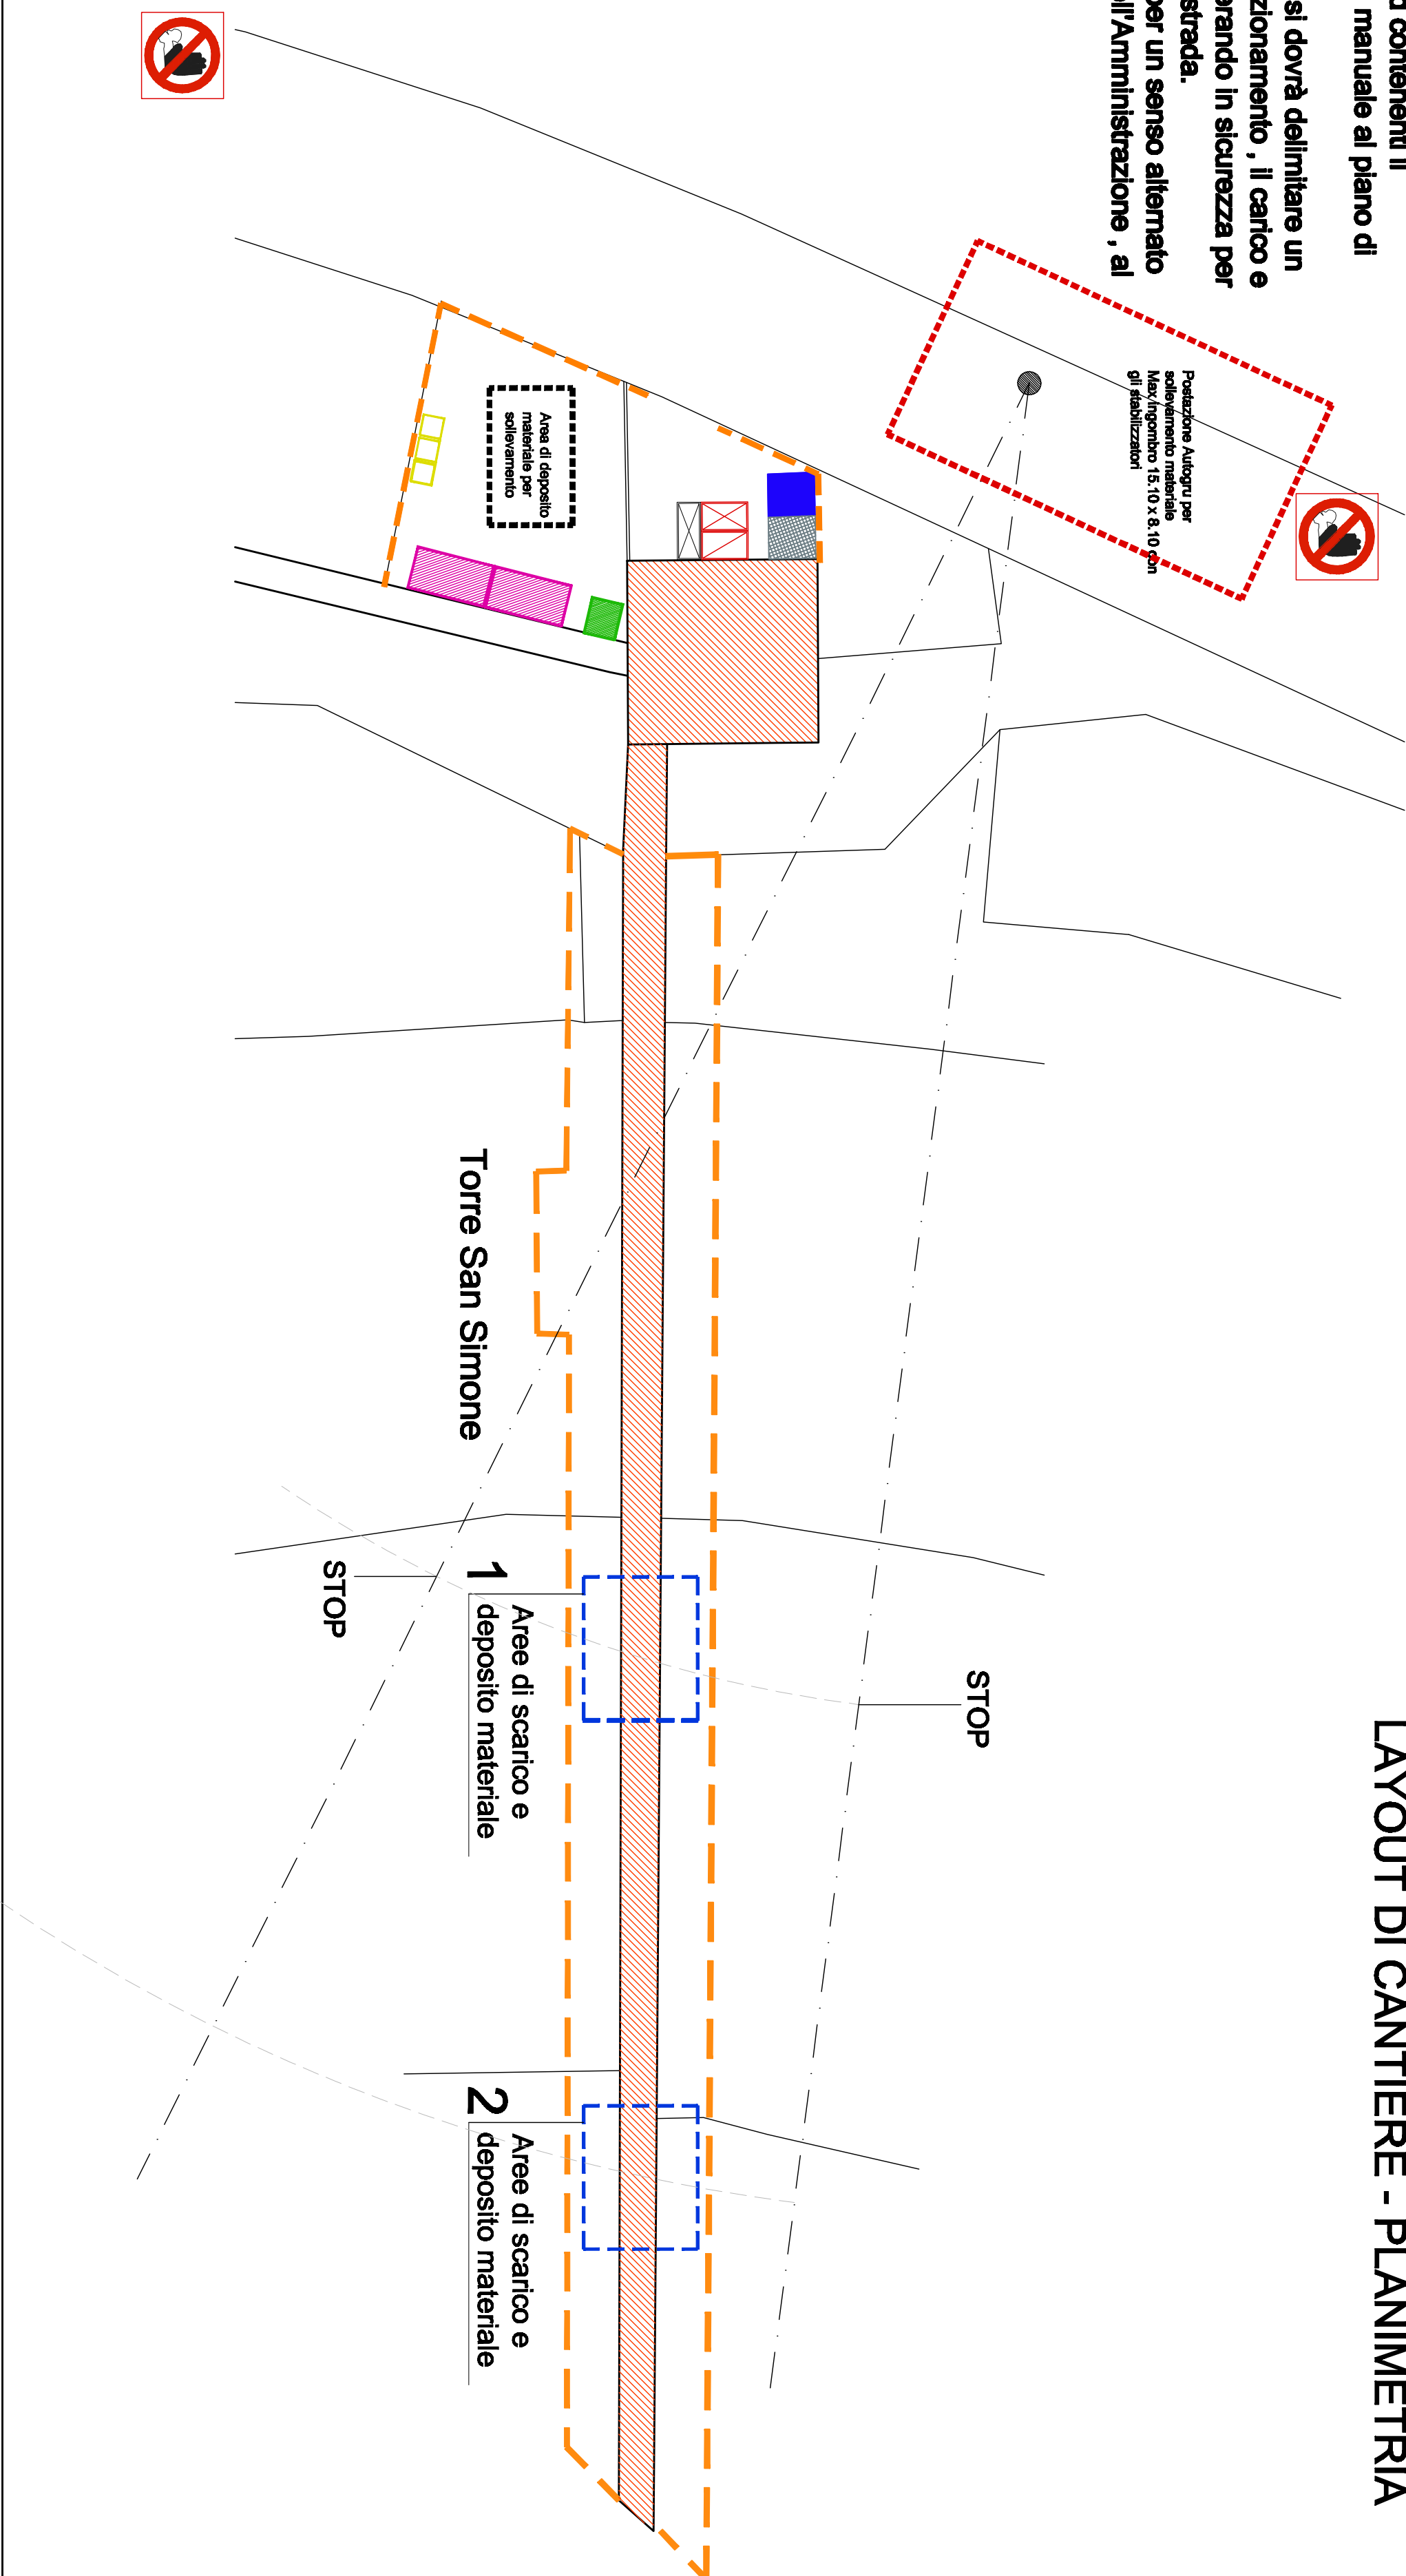 LAYOUT DI CANTIERE - PLANIMETRIA
contenenti il
manuale al piano di
si dovrà delimitare un
zionamento , il carico e
erando in sicurezza per
strada.
per un senso alternato
ell'Amministrazione , al
Postazione Autogru per
sollevamento materiale
Max ingombro 15.10 x 8.10 con
gli stabilizzatori
Area di deposito
materiale per
sollevamento
STOP
Torre San Simone
1
Aree di scarico e
deposito materiale
2
Aree di scarico e
deposito materiale
STOP